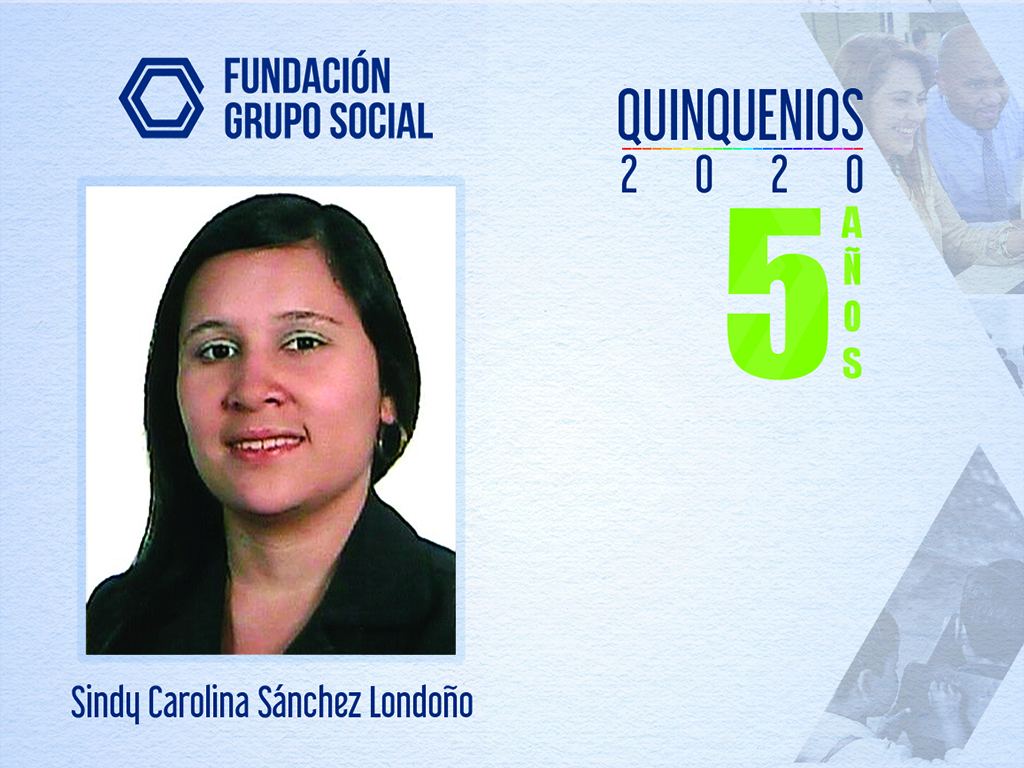 FUNDACIÓN
GRUPO SOCIAL
QUINQUENIOS
2020
5 AÑOS
Sindy Carolina Sánchez Londoño